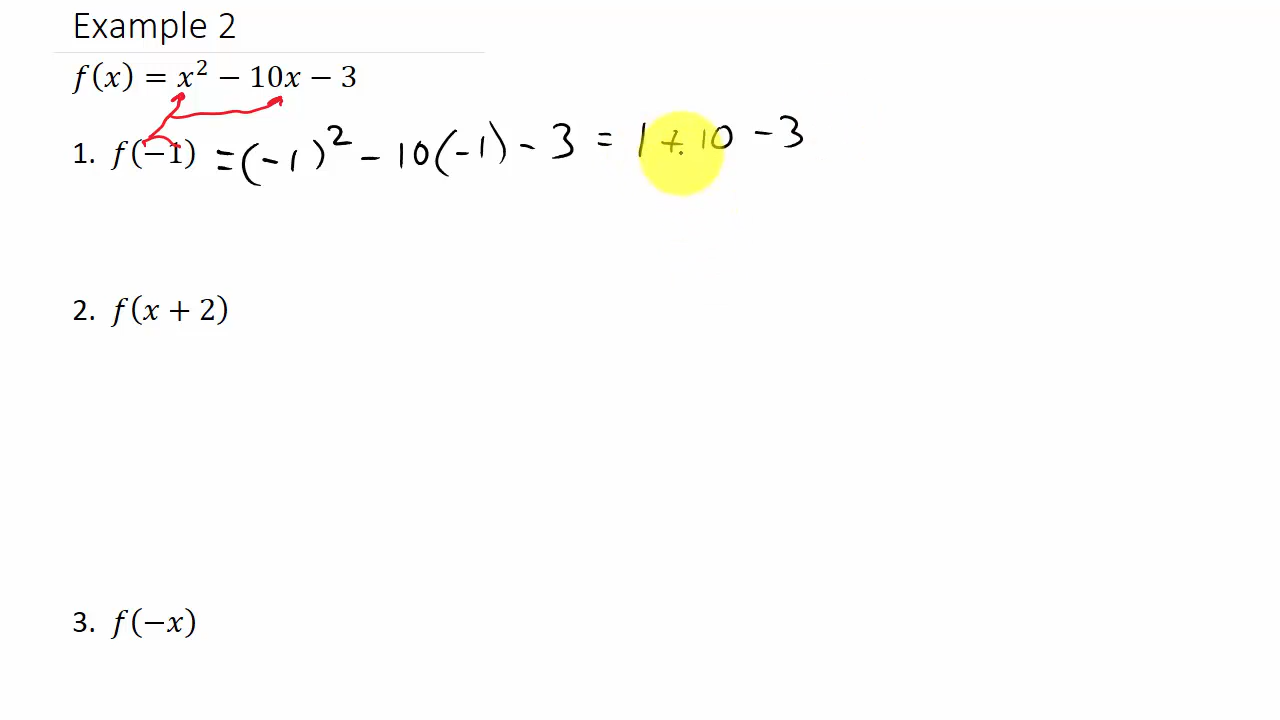 Example 2
f(x) = x² − 10x − 3
1. f(−1) = (-1)² - 10(-1) - 3 = 1 + 10 - 3
2. f(x + 2)
3. f(−x)